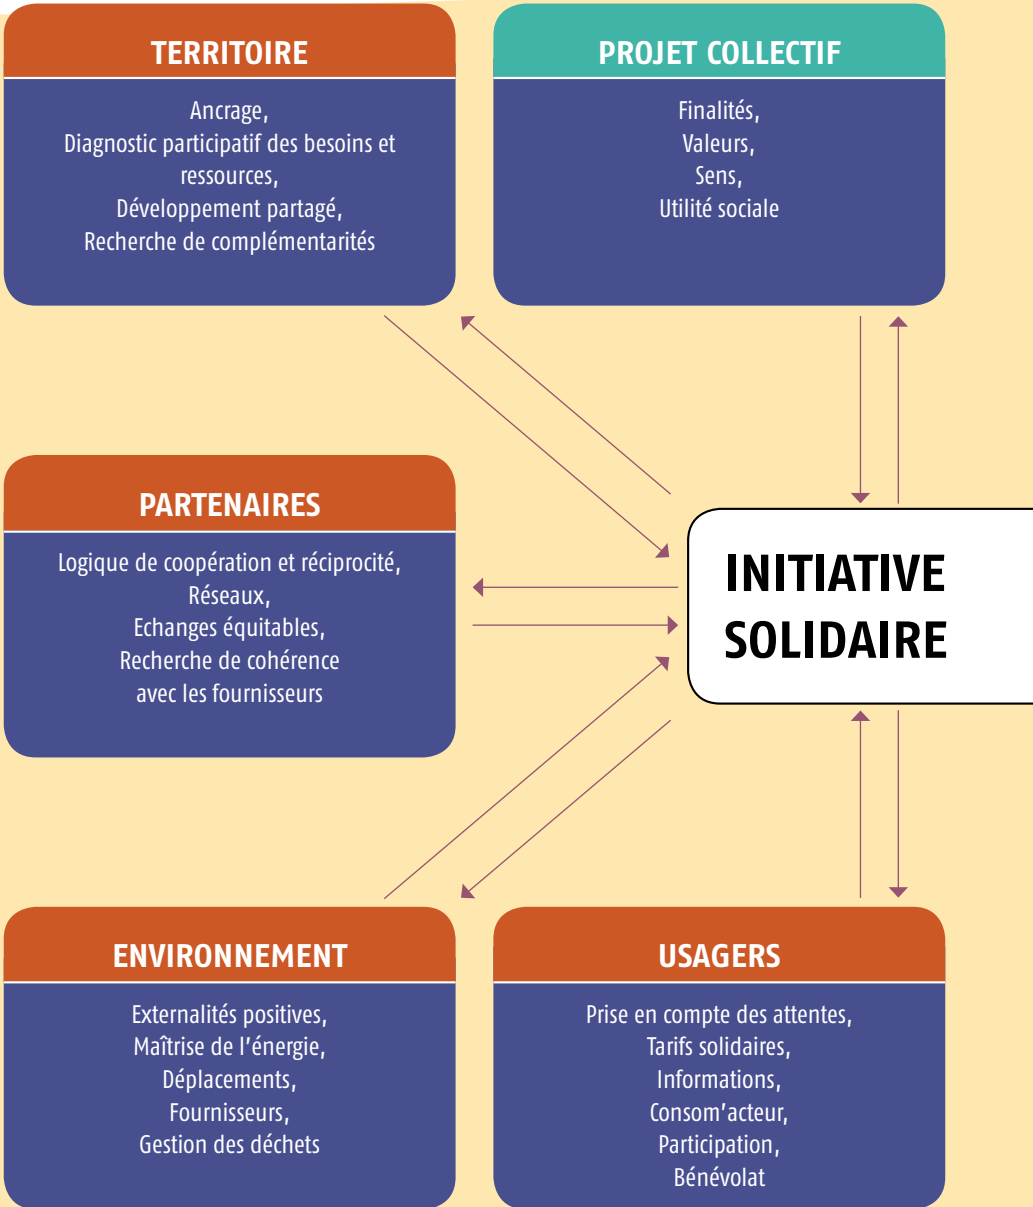 TERRITOIRE
Ancrage,
Diagnostic participatif des besoins et
ressources,
Développement partagé,
Recherche de complémentarités
PROJET COLLECTIF
Finalités,
Valeurs,
Sens,
Utilité sociale
PARTENAIRES
Logique de coopération et réciprocité,
Réseaux,
Echanges équitables,
Recherche de cohérence
avec les fournisseurs
INITIATIVE
SOLIDAIRE
ENVIRONNEMENT
Externalités positives,
Maîtrise de l'énergie,
Déplacements,
Fournisseurs,
Gestion des déchets
USAGERS
Prise en compte des attentes,
Tarifs solidaires,
Informations,
Consom'acteur,
Participation,
Bénévolat